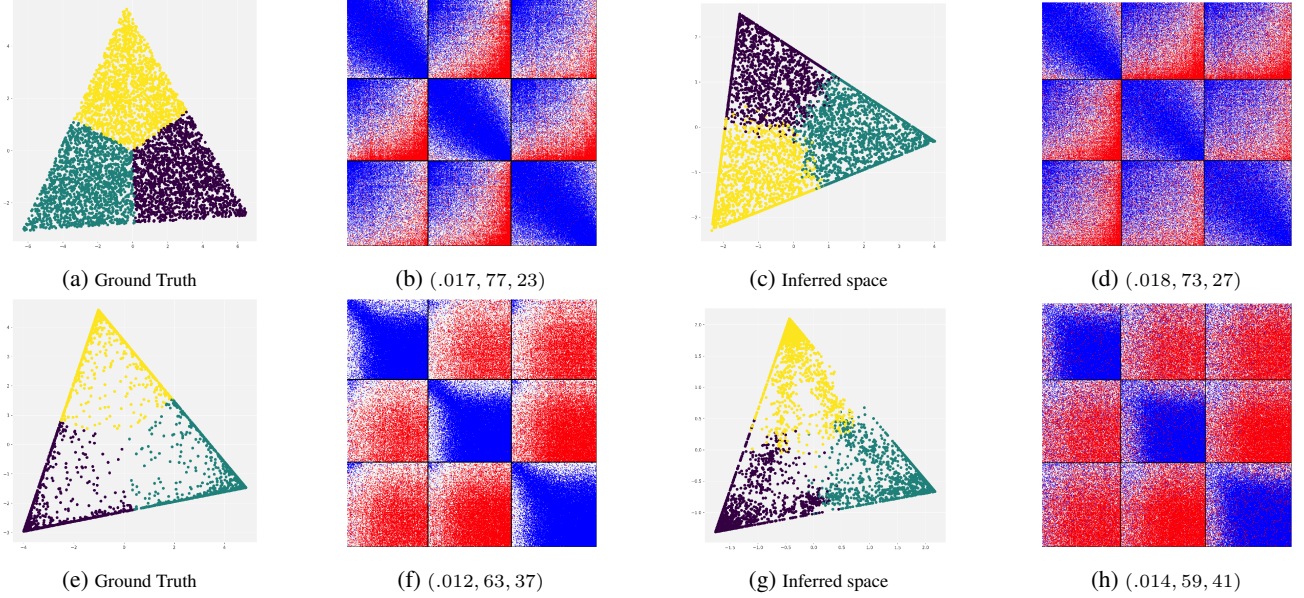 (a) Ground Truth
(b) (.017, 77, 23)
(c) Inferred space
(d) (.018, 73, 27)
(e) Ground Truth
(f) (.012, 63, 37)
(g) Inferred space
(h) (.014, 59, 41)